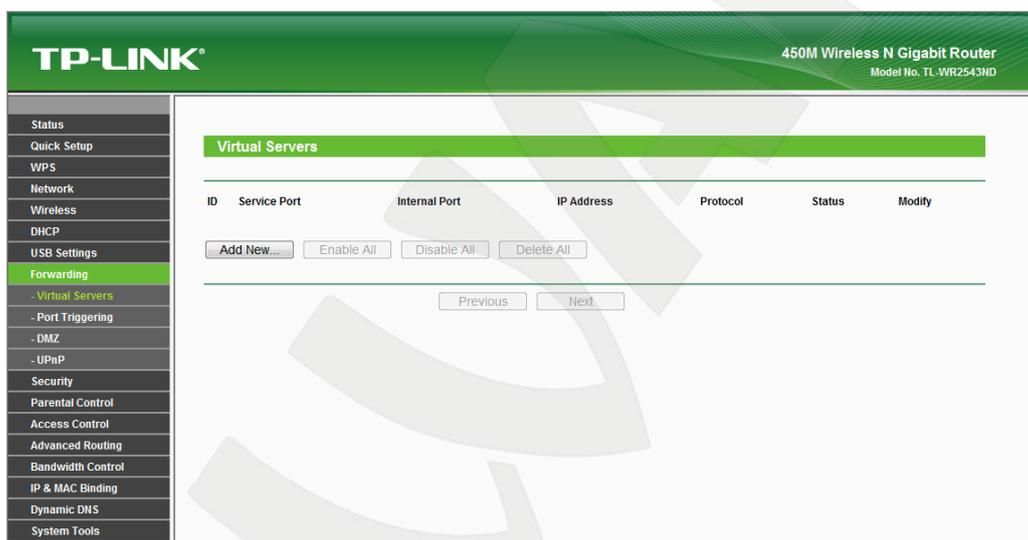 TP-LINK®
450M Wireless N Gigabit Router
Model No. TL-WR2543ND
Status
Quick Setup
WPS
Network
Wireless
DHCP
USB Settings
Forwarding
- Virtual Servers
- Port Triggering
- DMZ
- UPnP
Security
Parental Control
Access Control
Advanced Routing
Bandwidth Control
IP & MAC Binding
Dynamic DNS
System Tools
Virtual Servers
ID Service Port Internal Port IP Address Protocol Status Modify
Add New... Enable All Disable All Delete All
Previous Next